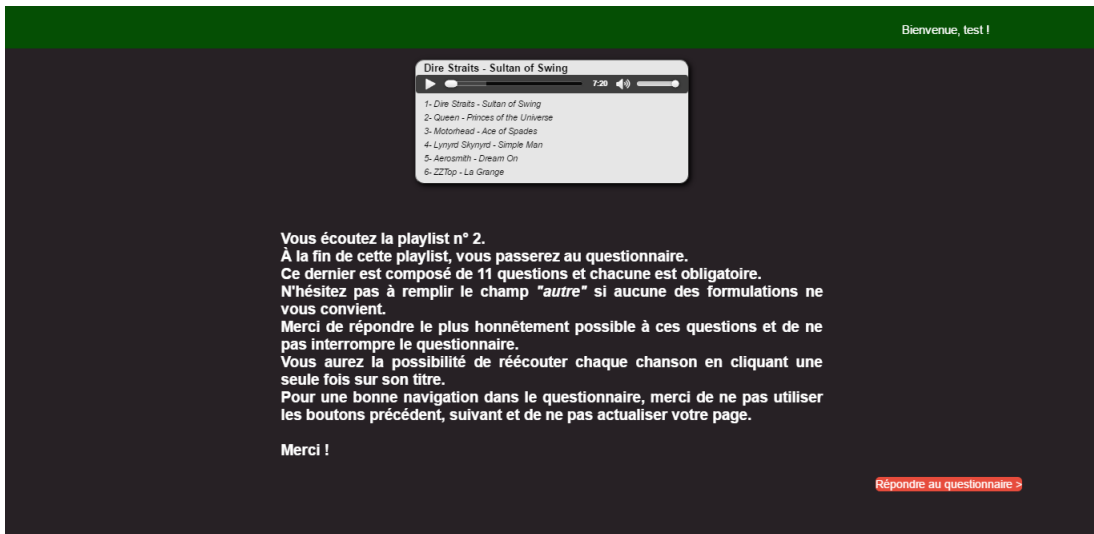 Bienvenue, test !
Dire Straits - Sultan of Swing
7:20
1- Dire Straits - Sultan of Swing
2- Queen - Princes of the Universe
3- Motorhead - Ace of Spades
4- Lynyrd Skynyrd - Simple Man
5- Aerosmith - Dream On
6- ZZTop - La Grange
Vous écoutez la playlist n° 2.
À la fin de cette playlist, vous passerez au questionnaire.
Ce dernier est composé de 11 questions et chacune est obligatoire.
N'hésitez pas à remplir le champ "autre" si aucune des formulations ne
vous convient.
Merci de répondre le plus honnêtement possible à ces questions et de ne
pas interrompre le questionnaire.
Vous aurez la possibilité de réécouter chaque chanson en cliquant une
seule fois sur son titre.
Pour une bonne navigation dans le questionnaire, merci de ne pas utiliser
les boutons précédent, suivant et de ne pas actualiser votre page.
Merci !
Répondre au questionnaire >